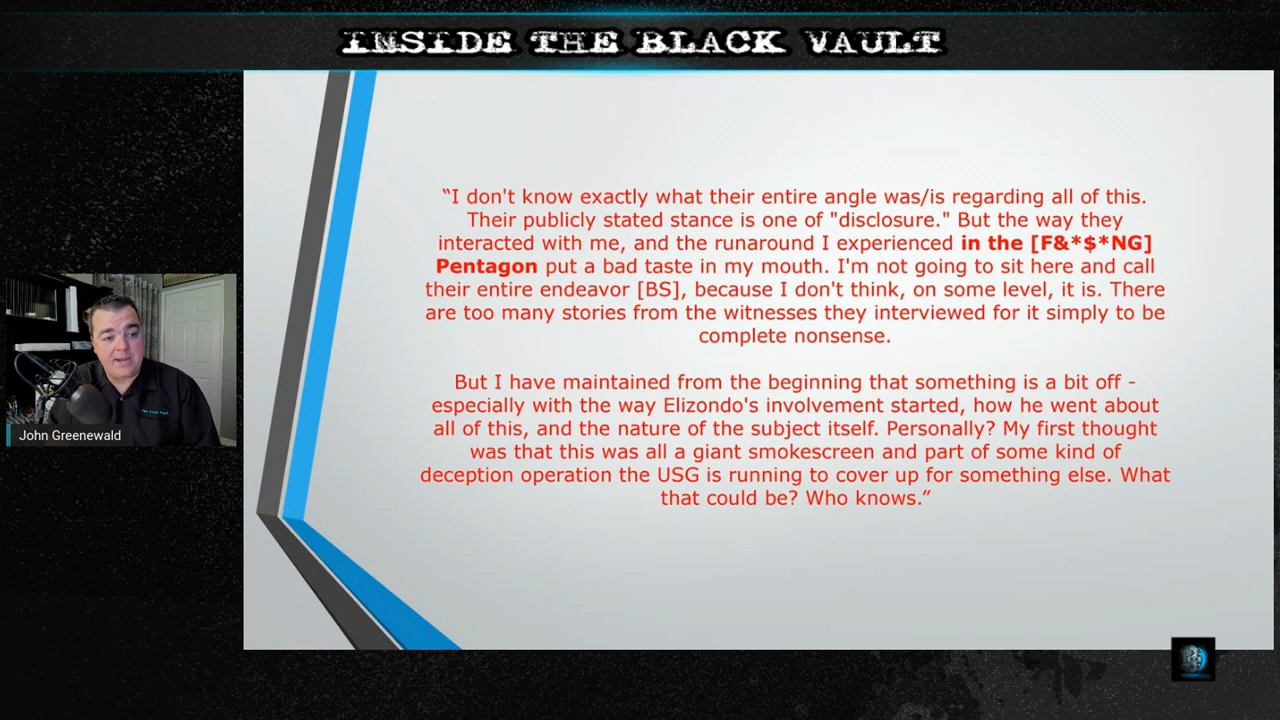 INSIDE THE BLACK VAULT
“I don't know exactly what their entire angle was/is regarding all of this.
Their publicly stated stance is one of "disclosure." But the way they
interacted with me, and the runaround I experienced in the [F&*$*NG]
Pentagon put a bad taste in my mouth. I'm not going to sit here and call
their entire endeavor [BS], because I don't think, on some level, it is. There
are too many stories from the witnesses they interviewed for it simply to be
complete nonsense.
But I have maintained from the beginning that something is a bit off -
especially with the way Elizondo's involvement started, how he went about
all of this, and the nature of the subject itself. Personally? My first thought
was that this was all a giant smokescreen and part of some kind of
deception operation the USG is running to cover up for something else. What
that could be? Who knows.”
John Greenewald